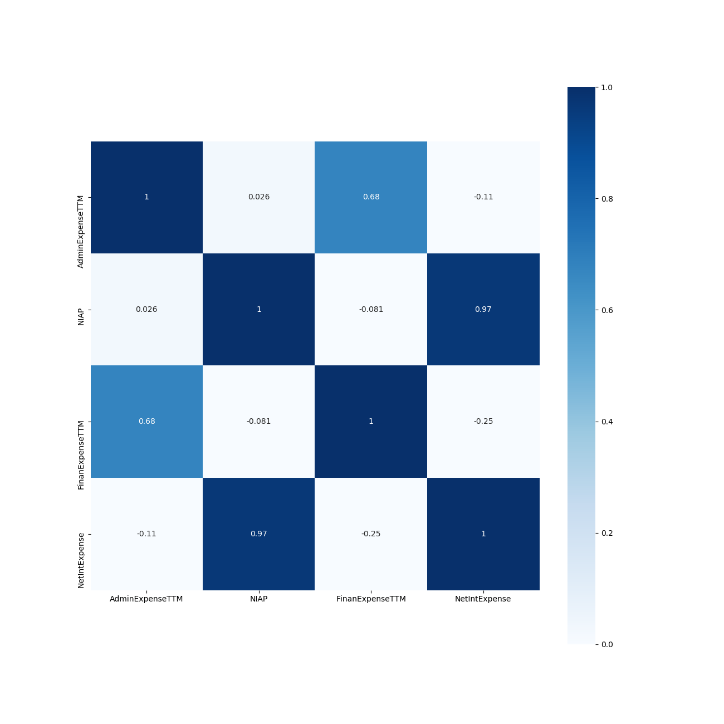 1.0
AdminExpenseTTM 1 0.026 0.68 -0.11
0.8
NIAP 0.026 1 -0.081 0.97
0.6
FinanExpenseTTM 0.68 -0.081 1 -0.25
0.4
NetIntExpense -0.11 0.97 -0.25 1
0.2
AdminExpenseTTM NIAP FinanExpenseTTM NetIntExpense
0.0